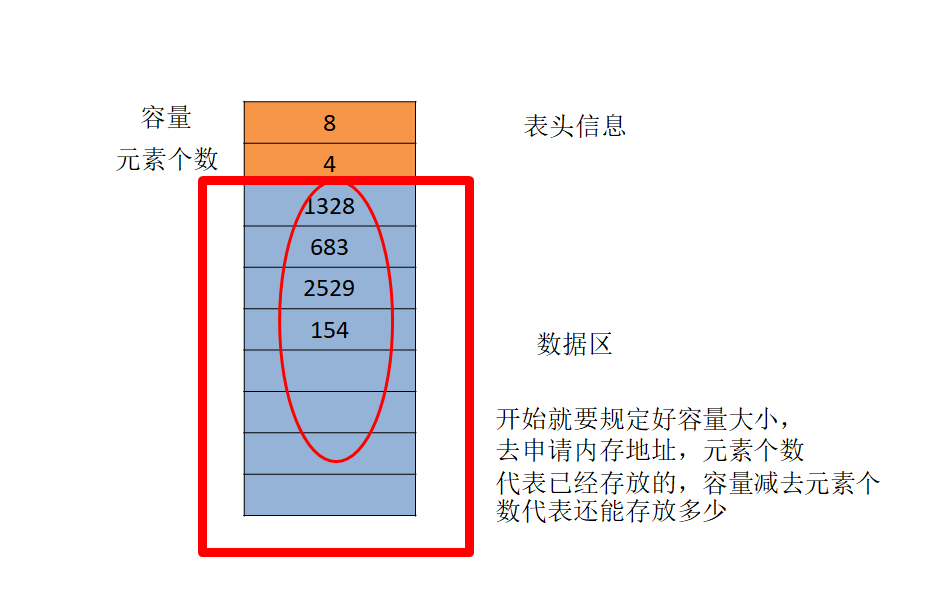 容量
8
表头信息
元素个数
4
1328
683
2529
154
数据区
开始就要规定好容量大小，
去申请内存地址，元素个数
代表已经存放的，容量减去元素个
数代表还能存放多少